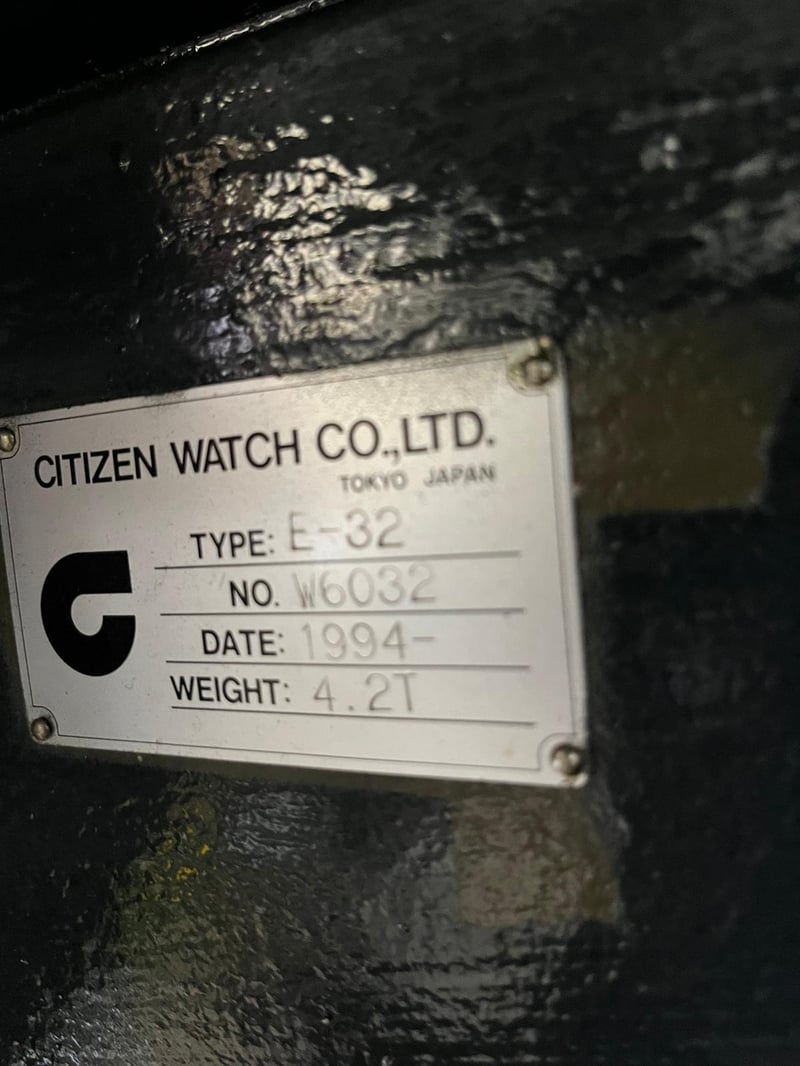 CITIZEN WATCH CO.,LTD.
TOKYO JAPAN
TYPE: E-32
NO. W6032
DATE: 1994-
WEIGHT: 4.2T